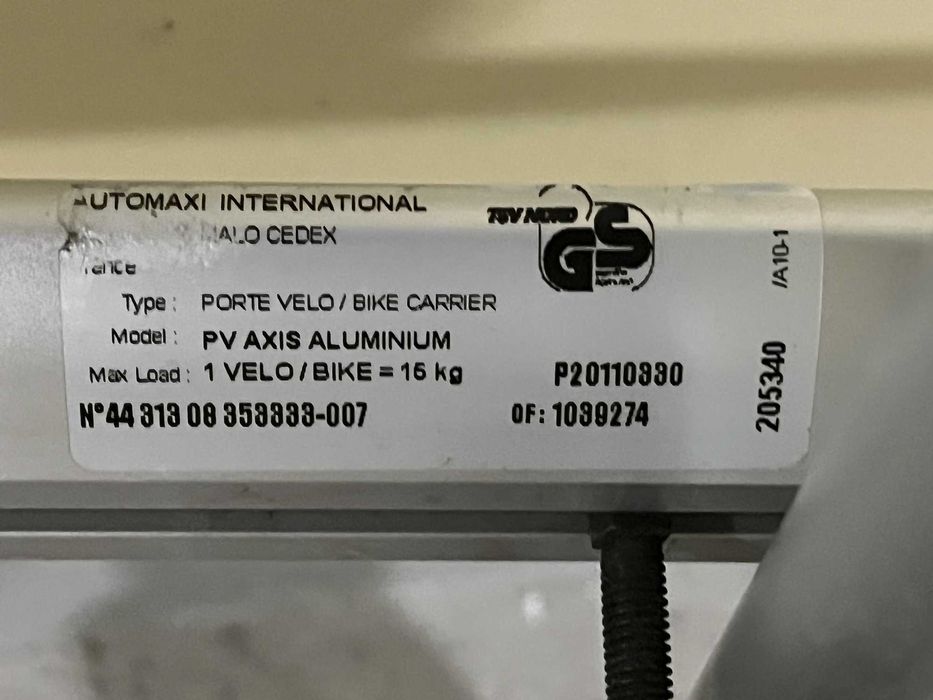 AUTOMAXI INTERNATIONAL
MALO CEDEX
TÜV NORD
GS
Type : PORTE VELO / BIKE CARRIER
Model : PV AXIS ALUMINIUM
Max Load : 1 VELO / BIKE = 15 kg
P20110330
N°44 313 08 353333-007
OF: 1039274
205340
/A10-1